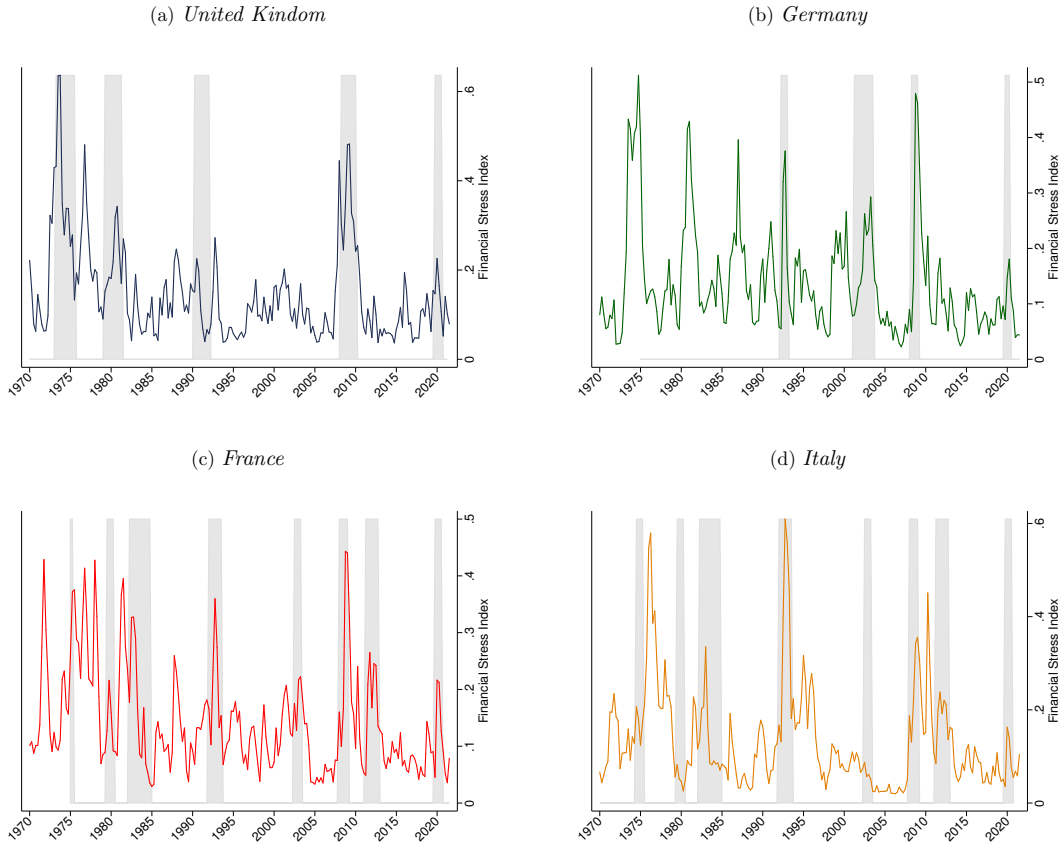 (a) United Kindom
0 .2 .4 .6
Financial Stress Index
1970 1975 1980 1985 1990 1995 2000 2005 2010 2015 2020
(b) Germany
0 .1 .2 .3 .4 .5
Financial Stress Index
1970 1975 1980 1985 1990 1995 2000 2005 2010 2015 2020
(c) France
0 .1 .2 .3 .4 .5
Financial Stress Index
1970 1975 1980 1985 1990 1995 2000 2005 2010 2015 2020
(d) Italy
0 .2 .4 .6
Financial Stress Index
1970 1975 1980 1985 1990 1995 2000 2005 2010 2015 2020